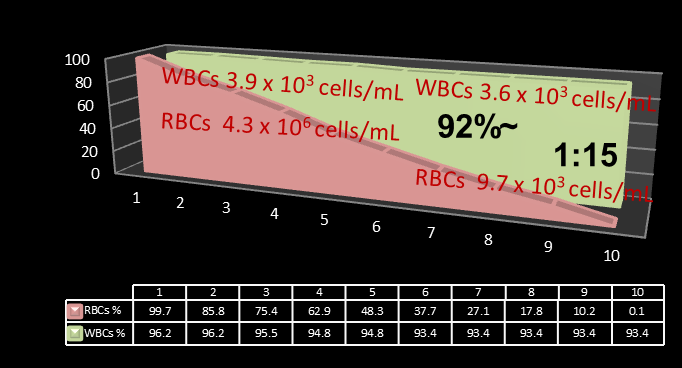 100
80
60
40
20
0
WBCs 3.9 x 10³ cells/mL
WBCs 3.6 x 10³ cells/mL
RBCs 4.3 x 10⁶ cells/mL
92%~
1:15
RBCs 9.7 x 10³ cells/mL
1 2 3 4 5 6 7 8 9 10
1 2 3 4 5 6 7 8 9 10
RBCs % 99.7 85.8 75.4 62.9 48.3 37.7 27.1 17.8 10.2 0.1
WBCs % 96.2 96.2 95.5 94.8 94.8 93.4 93.4 93.4 93.4 93.4